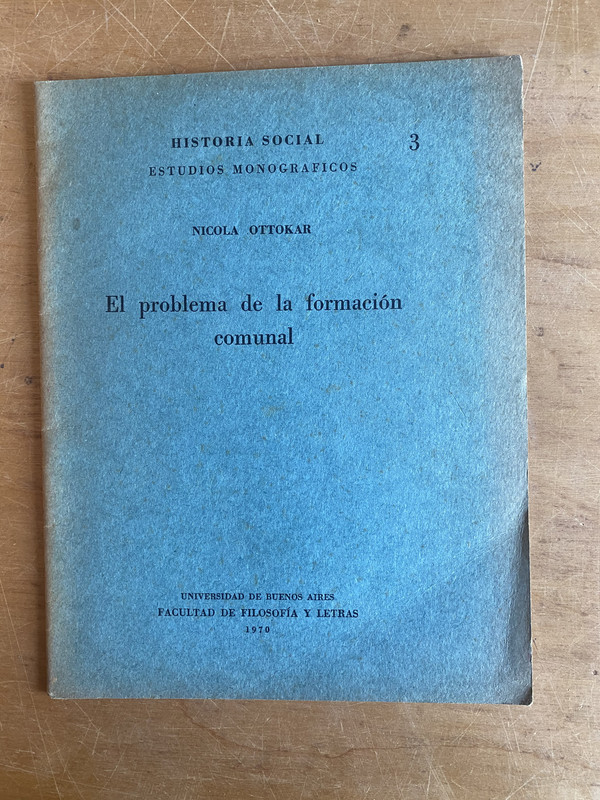 HISTORIA SOCIAL 3
ESTUDIOS MONOGRAFICOS
NICOLA OTTOKAR
El problema de la formación
comunal
UNIVERSIDAD DE BUENOS AIRES
FACULTAD DE FILOSOFÍA Y LETRAS
1970